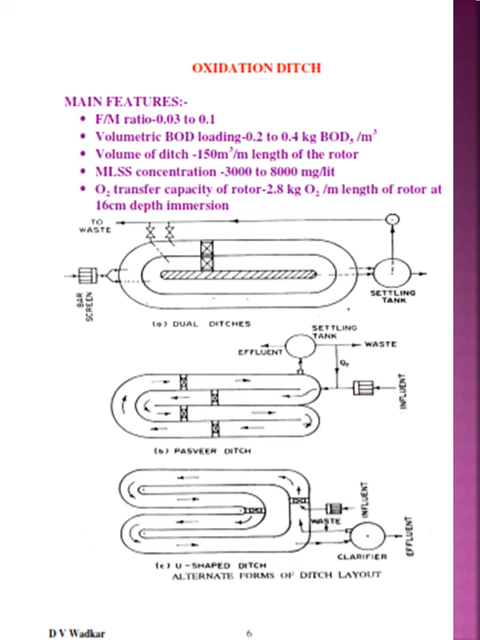 OXIDATION DITCH
MAIN FEATURES:-
• F/M ratio-0.03 to 0.1
• Volumetric BOD loading-0.2 to 0.4 kg BOD₅ /m³
• Volume of ditch -150m³/m length of the rotor
• MLSS concentration -3000 to 8000 mg/lit
• O₂ transfer capacity of rotor-2.8 kg O₂ /m length of rotor at
16cm depth immersion
TO
WASTE
BAR
SCREEN
SETTLING
TANK
(a) DUAL DITCHES
SETTLING
TANK
EFFLUENT
WASTE
Qr
INFLUENT
(b) PASVEER DITCH
INFLUENT
WASTE
EFFLUENT
CLARIFIER
(c) U-SHAPED DITCH
ALTERNATE FORMS OF DITCH LAYOUT
D V Wadkar
6